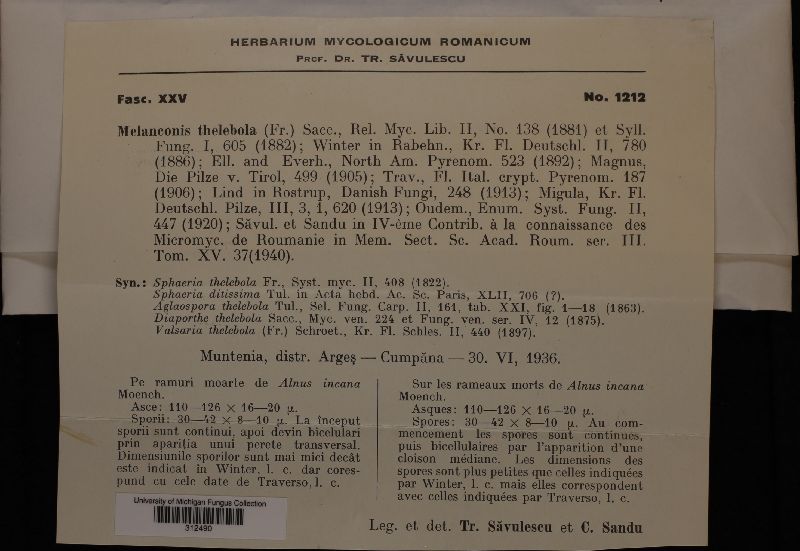 HERBARIUM MYCOLOGICUM ROMANICUM
PROF. DR. TR. SĂVULESCU
Fasc. XXV
No. 1212
Melanconis thelebola (Fr.) Sacc., Rel. Myc. Lib. II, No. 138 (1881) et Syll.
Fung. I, 605 (1882); Winter in Rabehn., Kr. Fl. Deutschl. II, 780
(1886); Ell. and Everh., North Am. Pyrenom. 523 (1892); Magnus,
Die Pilze v. Tirol, 499 (1905); Trav., Fl. Ital. crypt. Pyrenom. 187
(1906); Lind in Rostrup, Danish Fungi, 248 (1913); Migula, Kr. Fl.
Deutschl. Pilze, III, 3, 1, 620 (1913); Oudem., Enum. Syst. Fung. II,
447 (1920); Săvul. et Sandu in IV-ème Contrib. à la connaissance des
Micromyc. de Roumanie in Mem. Sect. Sc. Acad. Roum. ser. III.
Tom. XV. 37(1940).
Syn.: Sphaeria thelebola Fr., Syst. myc. II, 408 (1822).
Sphaeria ditissima Tul. in Acta hebd. Ac. Sc. Paris, XLII, 706 (?).
Aglaospora thelebola Tul., Sel. Fung. Carp. II, 161, tab. XXI, fig. 1—18 (1863).
Diaporthe thelebola Sacc., Myc. ven. 224 et Fung. ven. ser. IV, 12 (1875).
Valsaria thelebola (Fr.) Schroet., Kr. Fl. Schles. II, 440 (1897).
Muntenia, distr. Argeș — Cumpăna — 30. VI, 1936.
Pe ramuri moarte de Alnus incana
Moench.
Asce: 110—126 × 16—20 μ.
Sporii: 30—42 × 8—10 μ. La început
sporii sunt continui, apoi devin bicelulari
prin apariția unui perete transversal.
Dimensiunile sporilor sunt mai mici decât
este indicat in Winter, l. c. dar cores-
pund cu cele date de Traverso, l. c.
Sur les rameaux morts de Alnus incana
Moench.
Asques: 110—126 × 16—20 μ.
Spores: 30—42 × 8—10 μ. Au com-
mencement les spores sont continues,
puis bicellulaires par l'apparition d'une
cloison médiane. Les dimensions des
spores sont plus petites que celles indiquées
par Winter, l. c. mais elles correspondent
avec celles indiquées par Traverso, l. c.
University of Michigan Fungus Collection
312490
Leg. et det. Tr. Săvulescu et C. Sandu